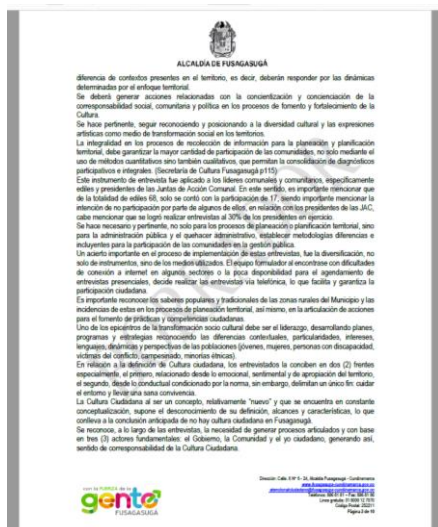 ALCALDÍA DE FUSAGASUGÁ
diferencia de contextos presentes en el territorio, es decir, deberán responder por las dinámicas
determinadas por el enfoque territorial.
Se deberá generar acciones relacionadas con la concientización y concienciación de la
corresponsabilidad social, comunitaria y política en los procesos de fomento y fortalecimiento de la
Cultura.
Se hace pertinente, seguir reconociendo y posicionando a la diversidad cultural y las expresiones
artísticas como medio de transformación social en los territorios.
La integralidad en los procesos de recolección de información para la planeación y planificación
territorial, debe garantizar la mayor cantidad de participación de las comunidades, no solo mediante el
uso de métodos cuantitativos sino también cualitativos, que permitan la consolidación de diagnósticos
participativos e integrales. (Secretaría de Cultura Fusagasugá p115)
Este instrumento de entrevista fue aplicado a los líderes comunales y comunitarios, específicamente
ediles y presidentes de las Juntas de Acción Comunal. En este sentido, es importante mencionar que
de la totalidad de ediles 68, solo se contó con la participación de 17, siendo importante mencionar la
intención de no participación por parte de algunos de ellos, en relación con los presidentes de las JAC,
cabe mencionar que se logró realizar entrevistas al 30% de los presidentes en ejercicio.
Se hace necesario y pertinente, no solo para los procesos de planeación o planificación territorial, sino
para la administración pública y el quehacer administrativo, establecer metodologías diferencias e
incluyentes para la participación de las comunidades en la gestión pública.
Un acierto importante en el proceso de implementación de estas entrevistas, fue la diversificación, no
solo de instrumentos, sino de los medios utilizados. El equipo formulador al encontrarse con dificultades
de conexión a internet en algunos sectores o la poca disponibilidad para el agendamiento de
entrevistas presenciales, decide realizar las entrevistas vía telefónica, lo que facilita y garantiza la
participación ciudadana.
Es importante reconocer los saberes populares y tradicionales de las zonas rurales del Municipio y las
incidencias de estas en los procesos de planeación territorial, así mismo, en la articulación de acciones
para el fomento de prácticas y competencias ciudadanas.
Uno de los epicentros de la transformación socio cultural debe ser el liderazgo, desarrollando planes,
programas y estrategias reconociendo las diferencias contextuales, particularidades, intereses,
lenguajes, dinámicas y perspectivas de las poblaciones (jóvenes, mujeres, personas con discapacidad,
víctimas del conflicto, campesinado, minorías étnicas).
En relación a la definición de Cultura ciudadana, los entrevistados la conciben en dos (2) frentes
especialmente, el primero, relacionado desde lo emocional, sentimental y de apropiación del territorio,
el segundo, desde lo conductual condicionado por la norma, sin embargo, delimitan un único fin: cuidar
el entorno y llevar una sana convivencia.
La Cultura Ciudadana al ser un concepto, relativamente "nuevo" y que se encuentra en constante
conceptualización, supone el desconocimiento de su definición, alcances y características, lo que
conlleva a la conclusión anticipada de no hay cultura ciudadana en Fusagasugá.
Se reconoce, a lo largo de las entrevistas, la necesidad de generar procesos articulados y con base
en tres (3) actores fundamentales: el Gobierno, la Comunidad y el yo ciudadano, generando así,
sentido de corresponsabilidad de la Cultura Ciudadana.
con la FUERZA de la
gente
FUSAGASUGÁ